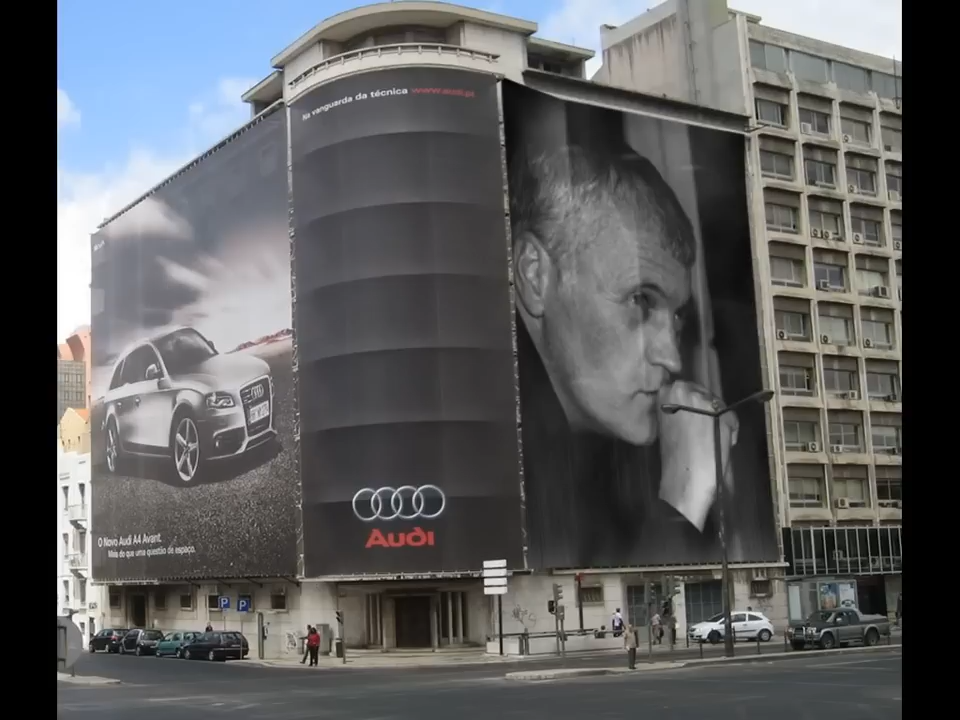 Na vanguarda da técnica www.audi.pt
O Novo Audi A4 Avant.
Mais do que uma questão de espaço.
Audi
P
P